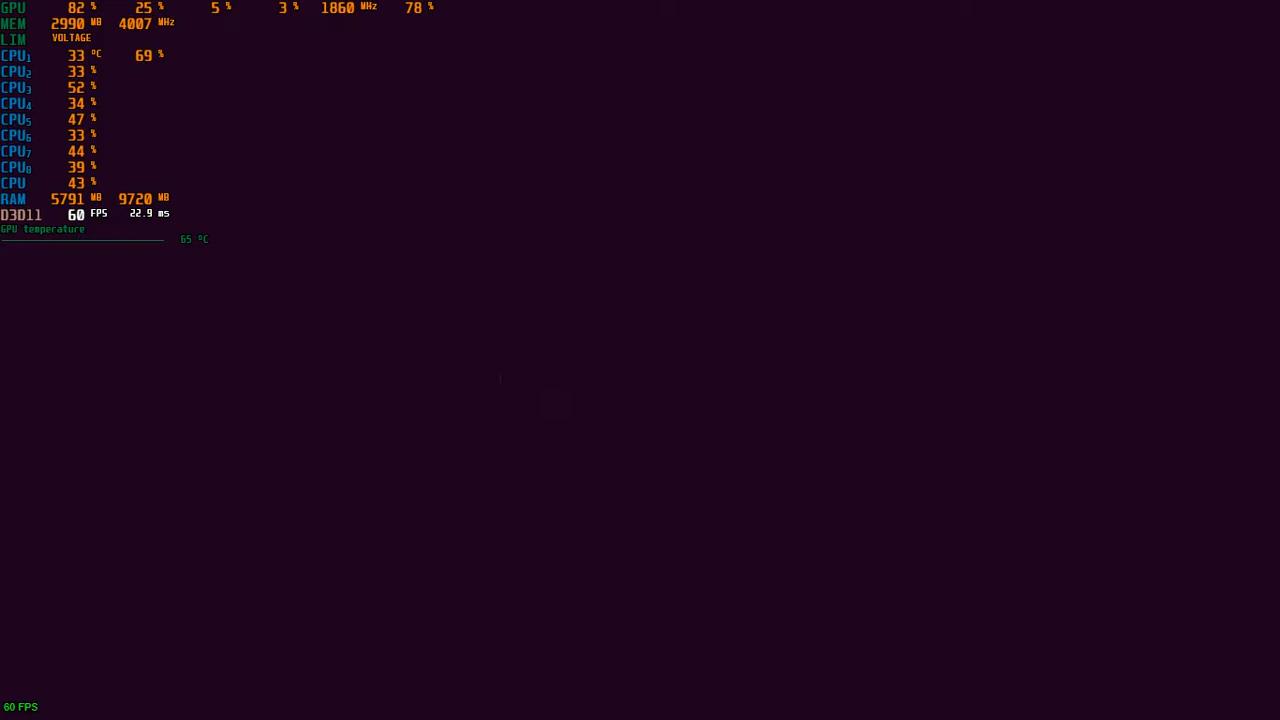 GPU 82 % 25 % 5 % 3 % 1860 MHz 78 %
MEM 2990 MB 4007 MHz
LIM VOLTAGE
CPU1 33 °C 69 %
CPU2 33 %
CPU3 52 %
CPU4 34 %
CPU5 47 %
CPU6 33 %
CPU7 44 %
CPU8 39 %
CPU 43 %
RAM 5791 MB 9720 MB
D3D11 60 FPS 22.9 ms
GPU temperature
65 °C
60 FPS